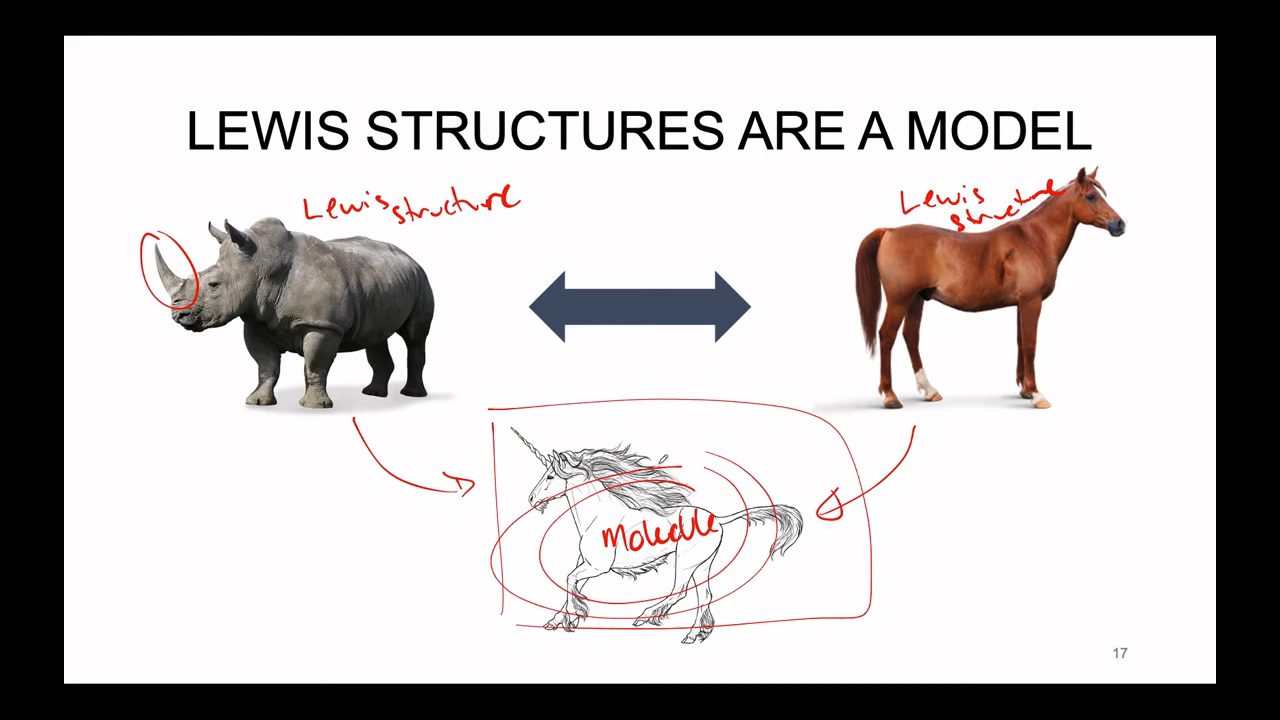 LEWIS STRUCTURES ARE A MODEL
Lewis structure
Lewis
structure
Molecule
17